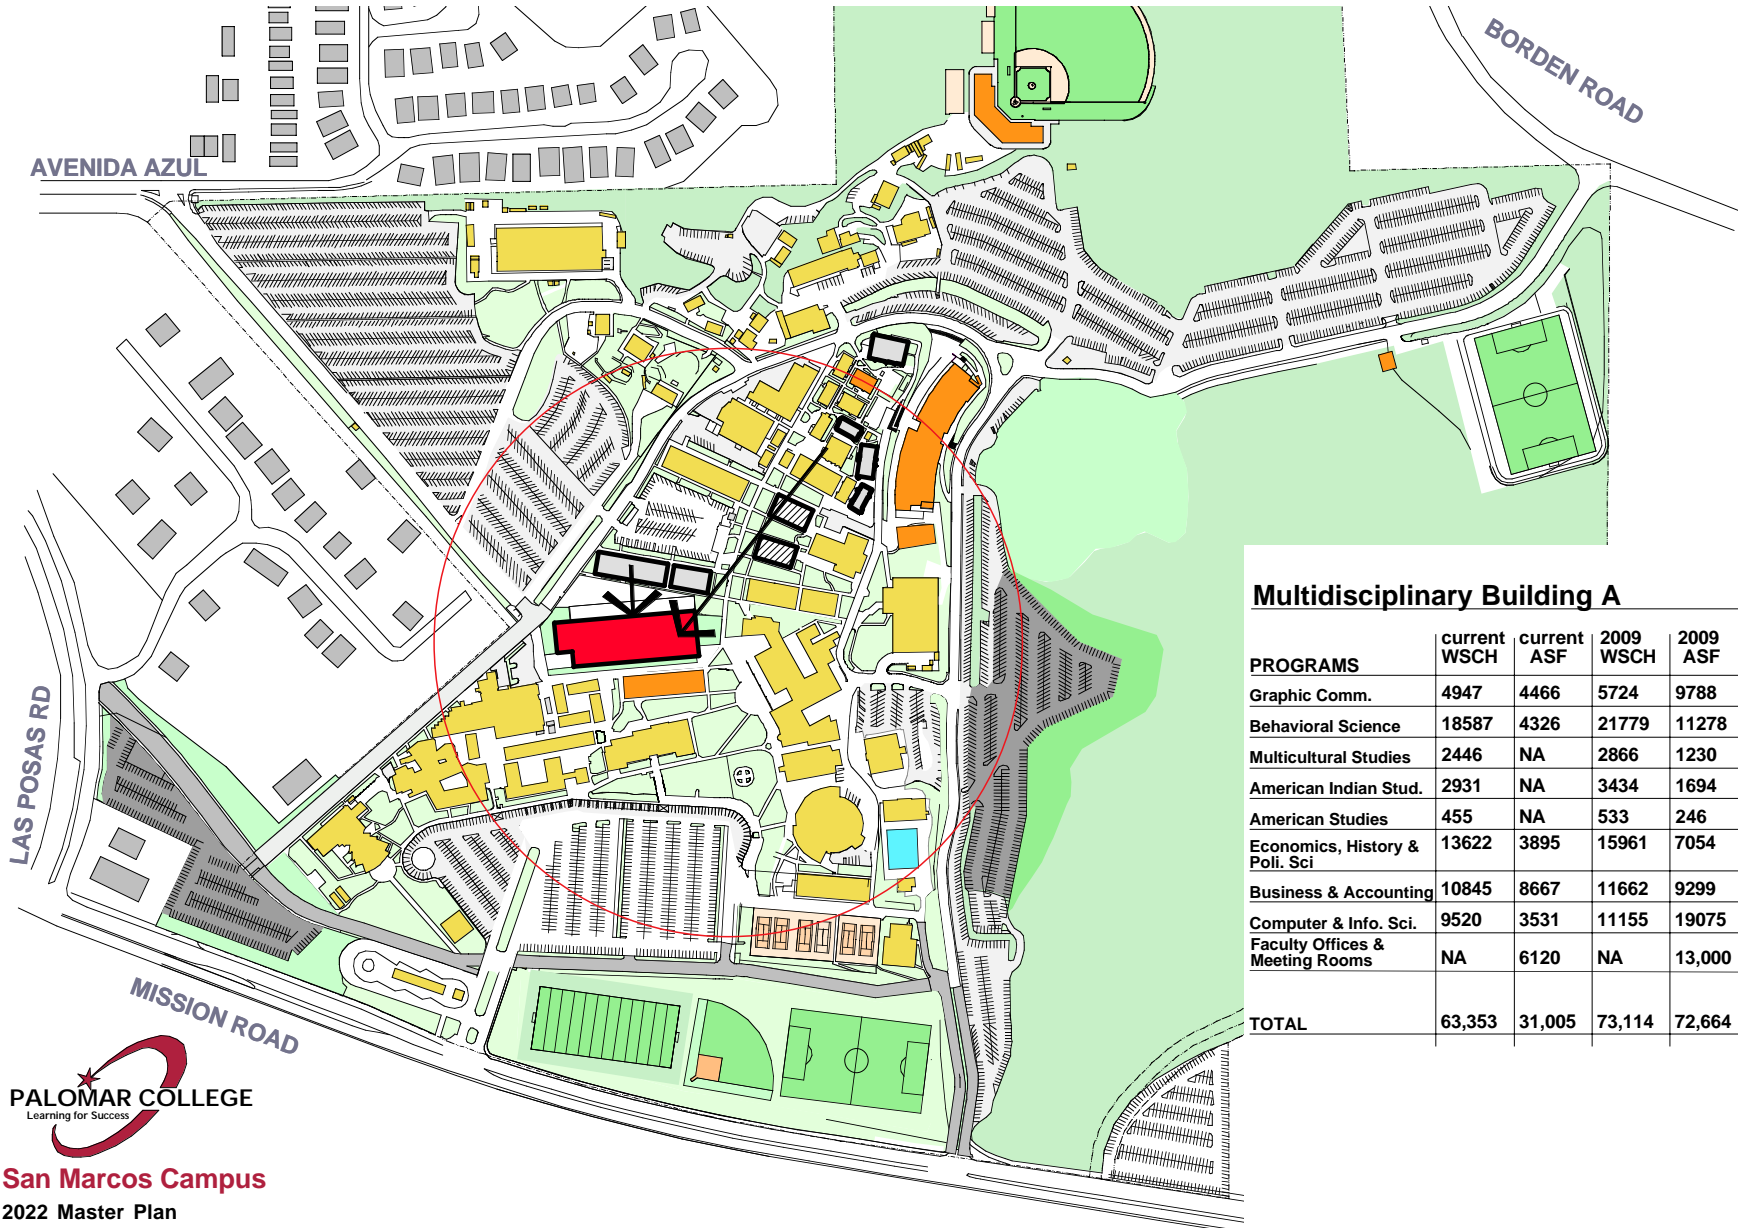 BORDEN ROAD
AVENIDA AZUL
LAS POSAS RD
MISSION ROAD
Multidisciplinary Building A
PROGRAMS current WSCH current ASF 2009 WSCH 2009 ASF
Graphic Comm. 4947 4466 5724 9788
Behavioral Science 18587 4326 21779 11278
Multicultural Studies 2446 NA 2866 1230
American Indian Stud. 2931 NA 3434 1694
American Studies 455 NA 533 246
Economics, History & Poli. Sci 13622 3895 15961 7054
Business & Accounting 10845 8667 11662 9299
Computer & Info. Sci. 9520 3531 11155 19075
Faculty Offices & Meeting Rooms NA 6120 NA 13,000
TOTAL 63,353 31,005 73,114 72,664
PALOMAR COLLEGE
Learning for Success
San Marcos Campus
2022 Master Plan